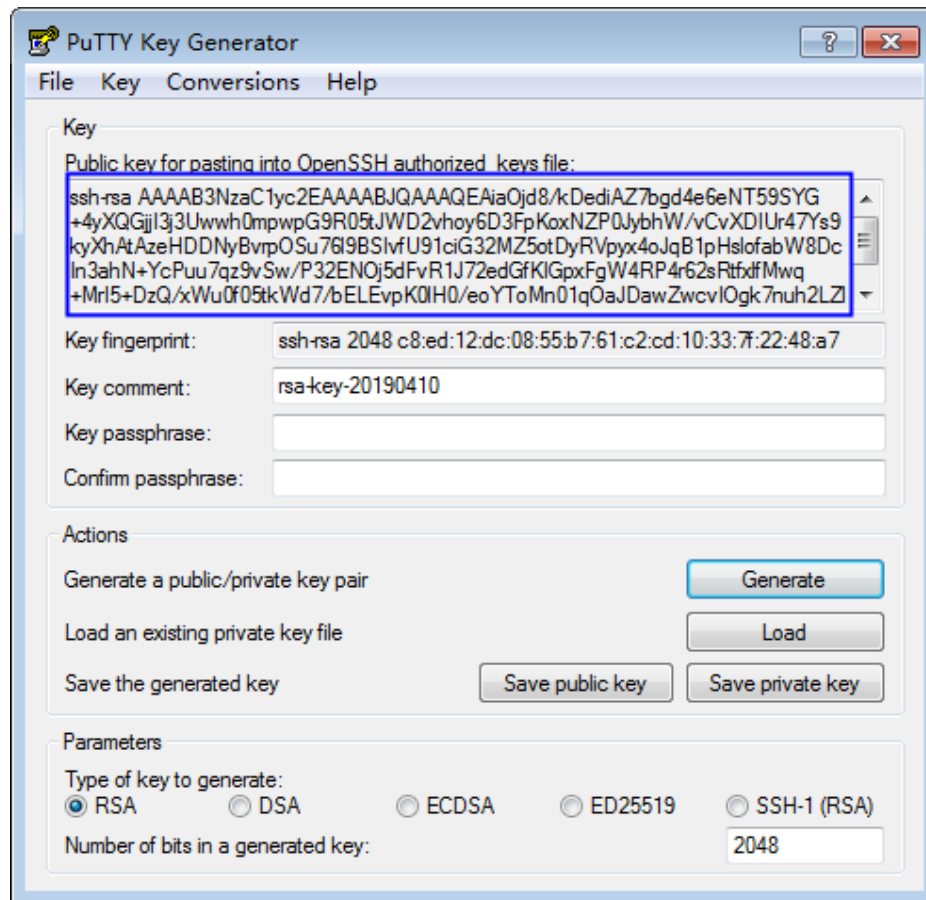 PuTTY Key Generator
File Key Conversions Help
Key
Public key for pasting into OpenSSH authorized_keys file:
ssh-rsa AAAAB3NzaC1yc2EAAAABJQAAAQEAiaOjd8/kDediAZ7bgd4e6eNT59SYG
+4yXQGjjI3j3Uwwh0mpwpG9R05tJWD2vhoy6D3FpKoxNZP0JybhW/vCvXDIUr47Ys9
kyXhAtAzeHDDNyBvrpOSu76I9BSIvfU91ciG32MZ5otDyRVpyx4oJqB1pHslofabW8Dc
In3ahN+YcPuu7qz9vSw/P32ENOj5dFvR1J72edGfKIGpxFgW4RP4r62sRtfxlfMwq
+MrI5+DzQ/xWu0f05tkWd7/bELEvpK0IH0/eoYToMn01qOaJDawZwcvIOgk7nuh2LZl
Key fingerprint: ssh-rsa 2048 c8:ed:12:dc:08:55:b7:61:c2:cd:10:33:7f:22:48:a7
Key comment: rsa-key-20190410
Key passphrase:
Confirm passphrase:
Actions
Generate a public/private key pair Generate
Load an existing private key file Load
Save the generated key Save public key Save private key
Parameters
Type of key to generate:
RSA DSA ECDSA ED25519 SSH-1 (RSA)
Number of bits in a generated key: 2048